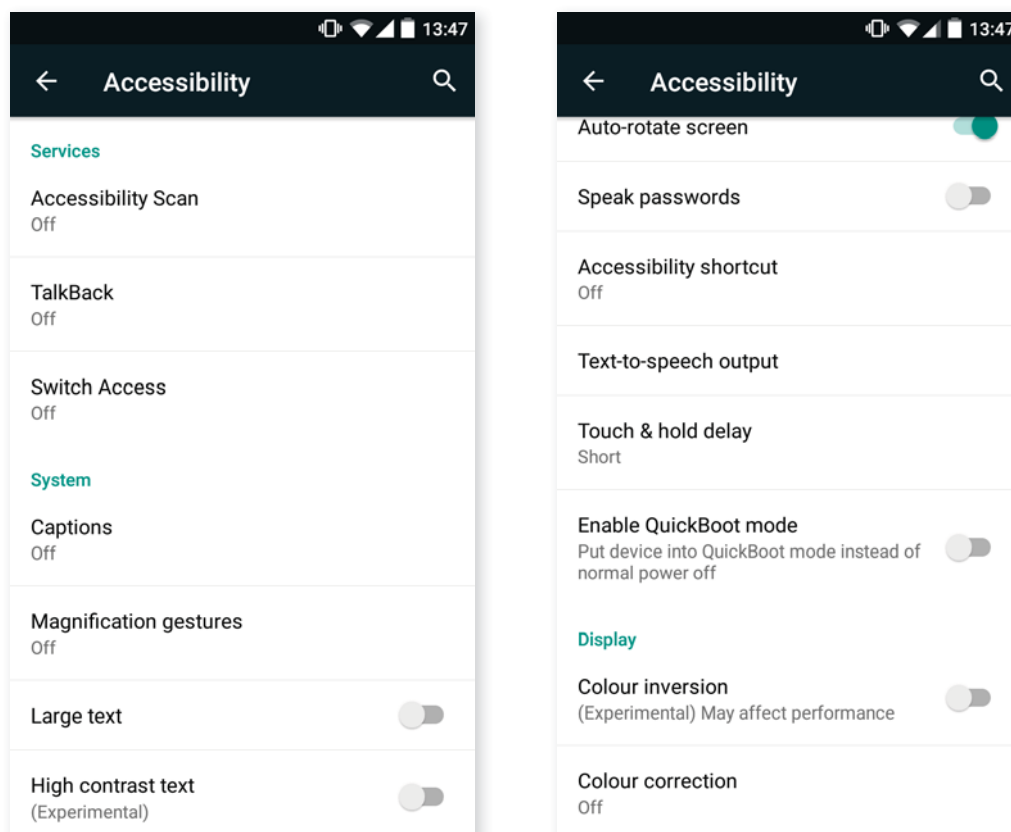 13:47
Accessibility
Services
Accessibility Scan
Off
TalkBack
Off
Switch Access
Off
System
Captions
Off
Magnification gestures
Off
Large text
High contrast text
(Experimental)
13:47
Accessibility
Auto-rotate screen
Speak passwords
Accessibility shortcut
Off
Text-to-speech output
Touch & hold delay
Short
Enable QuickBoot mode
Put device into QuickBoot mode instead of
normal power off
Display
Colour inversion
(Experimental) May affect performance
Colour correction
Off